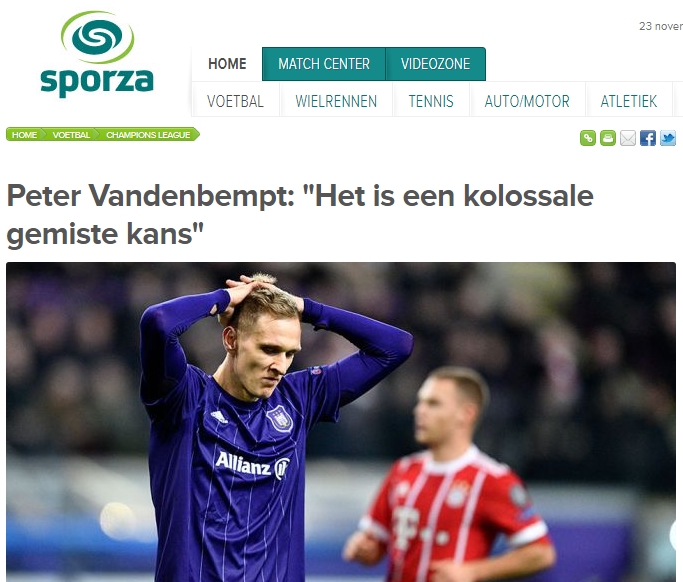 sporza
23 nover
HOME MATCH CENTER VIDEOZONE
VOETBAL WIELRENNEN TENNIS AUTO/MOTOR ATLETIEK
HOME VOETBAL CHAMPIONS LEAGUE
Peter Vandenbempt: "Het is een kolossale
gemiste kans"
Allianz
T